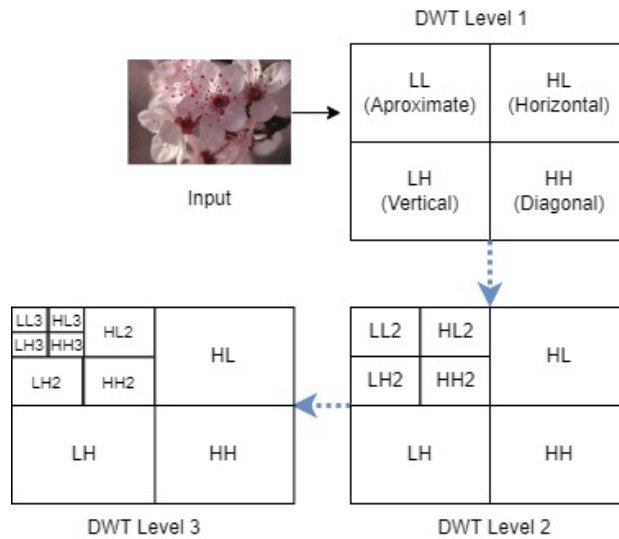 DWT Level 1
LL
(Aproximate)
HL
(Horizontal)
LH
(Vertical)
HH
(Diagonal)
Input
LL3
HL3
LH3
HH3
HL2
LH2
HH2
HL
LH
HH
DWT Level 3
LL2
HL2
LH2
HH2
HL
LH
HH
DWT Level 2